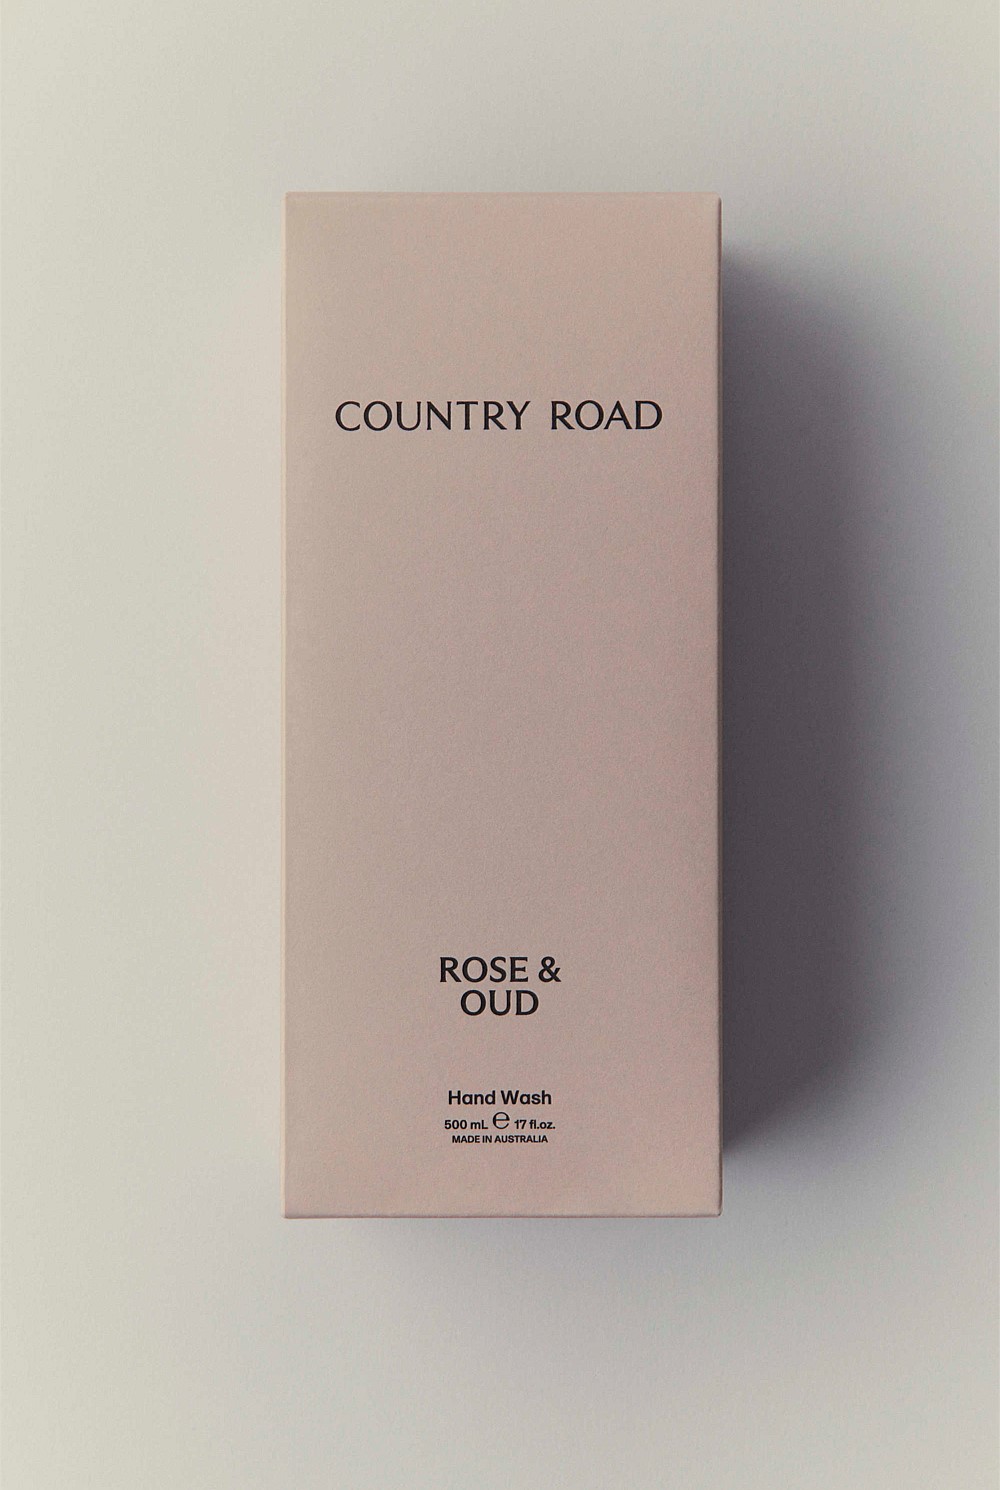 COUNTRY ROAD
ROSE &
OUD
Hand Wash
500 mL ℮ 17 fl.oz.
MADE IN AUSTRALIA